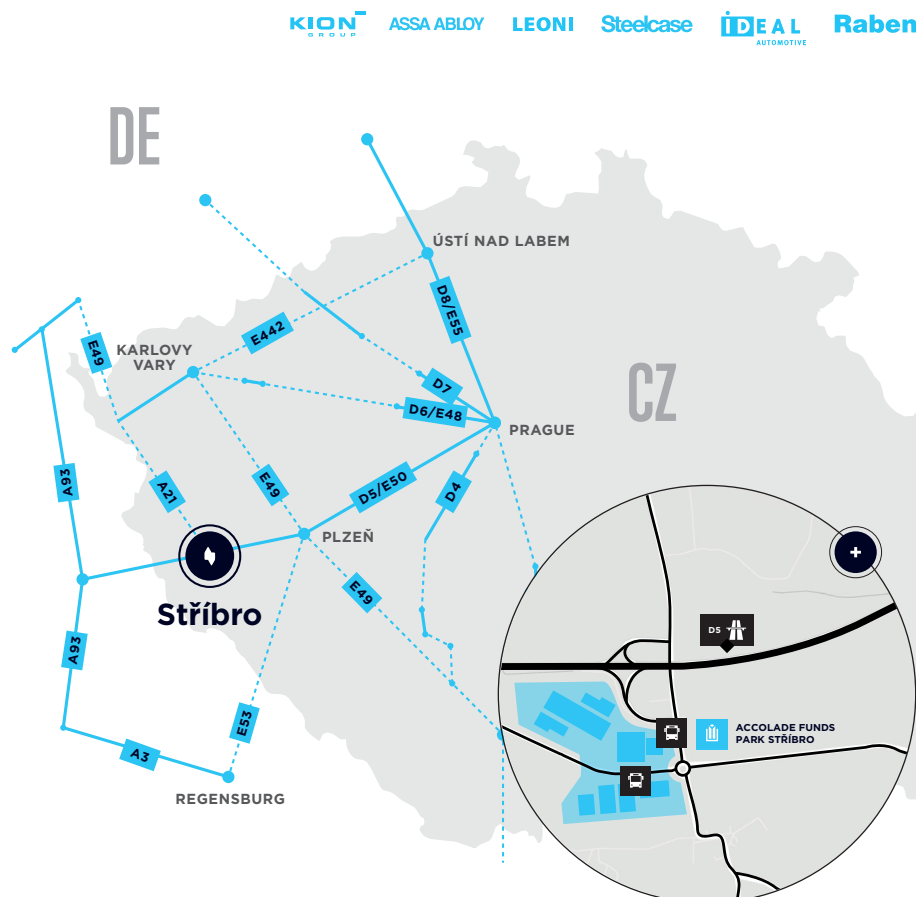 KION GROUP
ASSA ABLOY
LEONI
Steelcase
iDEAL AUTOMOTIVE
Raben
DE
ÚSTÍ NAD LABEM
D8/E55
E442
E49
KARLOVY
VARY
CZ
D7
D6/E48
PRAGUE
A93
A21
E49
D5/E50
D4
PLZEŇ
Stříbro
E49
D5
A93
E53
ACCOLADE FUNDS
PARK STŘÍBRO
A3
REGENSBURG